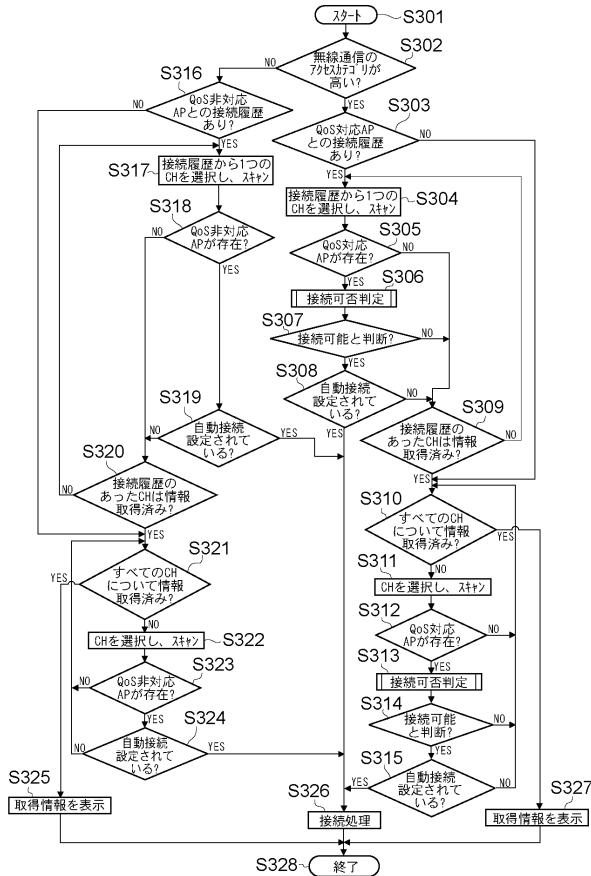 スタート
S301
無線通信の
アクセスカテゴリが
高い?
S302
NO
YES
S316
QoS非対応
APとの接続履歴
あり?
NO
YES
S303
QoS対応AP
との接続履歴
あり?
NO
YES
S317
接続履歴から1つの
CHを選択し、スキャン
S304
接続履歴から1つの
CHを選択し、スキャン
S318
QoS非対応
APが存在?
NO
YES
S305
QoS対応
APが存在?
NO
YES
S306
接続可否判定
S307
接続可能と判断?
NO
YES
S308
自動接続
設定されて
いる?
NO
YES
S319
自動接続
設定されて
いる?
NO
YES
S309
接続履歴の
あったCHは情報
取得済み?
NO
YES
S320
接続履歴の
あったCHは情報
取得済み?
NO
YES
S310
すべてのCH
について情報
取得済み?
YES
NO
S321
すべてのCH
について情報
取得済み?
YES
NO
S311
CHを選択し、スキャン
S322
CHを選択し、スキャン
S312
QoS対応
APが存在?
NO
YES
S323
QoS非対応
APが存在?
NO
YES
S313
接続可否判定
S314
接続可能
と判断?
NO
YES
S324
自動接続
設定されて
いる?
NO
YES
S315
自動接続
設定されて
いる?
YES
NO
S325
取得情報を表示
S326
接続処理
S327
取得情報を表示
S328
終了